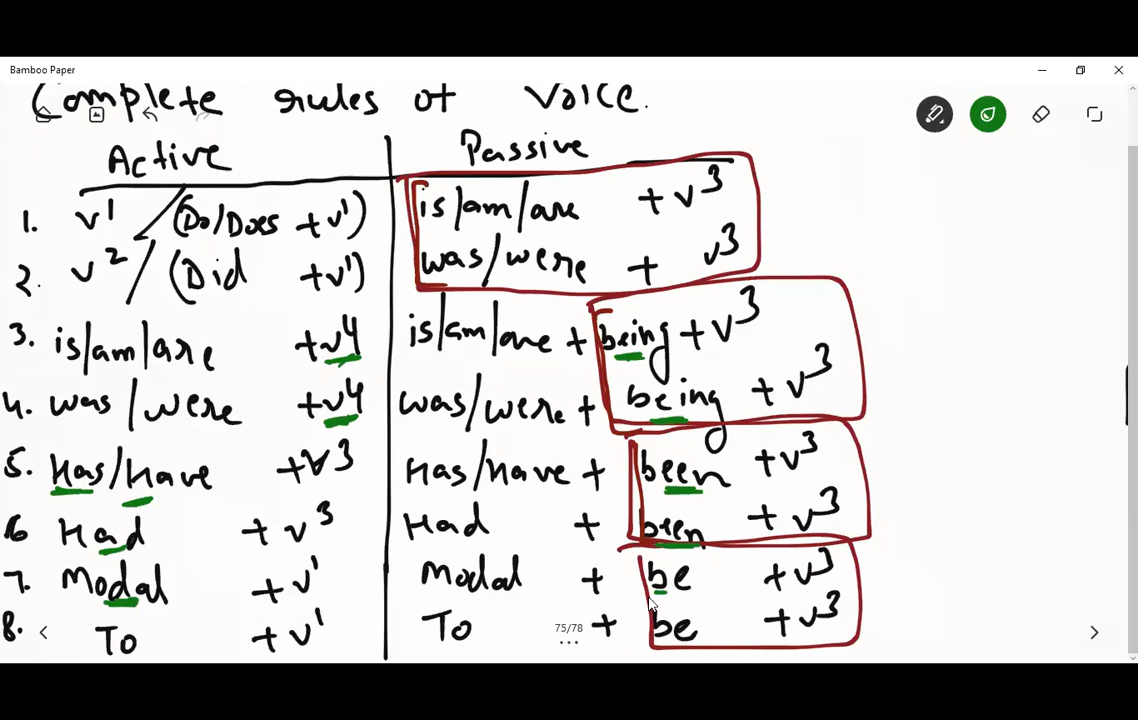 Bamboo Paper
Complete rules of Voice.
Active Passive
1. v1 / (Do/Does +v1) is/am/are +v3
2. v2 / (Did +v1) was/were + v3
3. is/am/are +v4 is/am/are + being +v3
4. was/were +v4 was/were + being +v3
5. Has/Have +v3 Has/have + been +v3
6 Had +v3 Had + been +v3
7. Modal +v1 Modal + be +v3
8. To +v1 To + be +v3
75/78